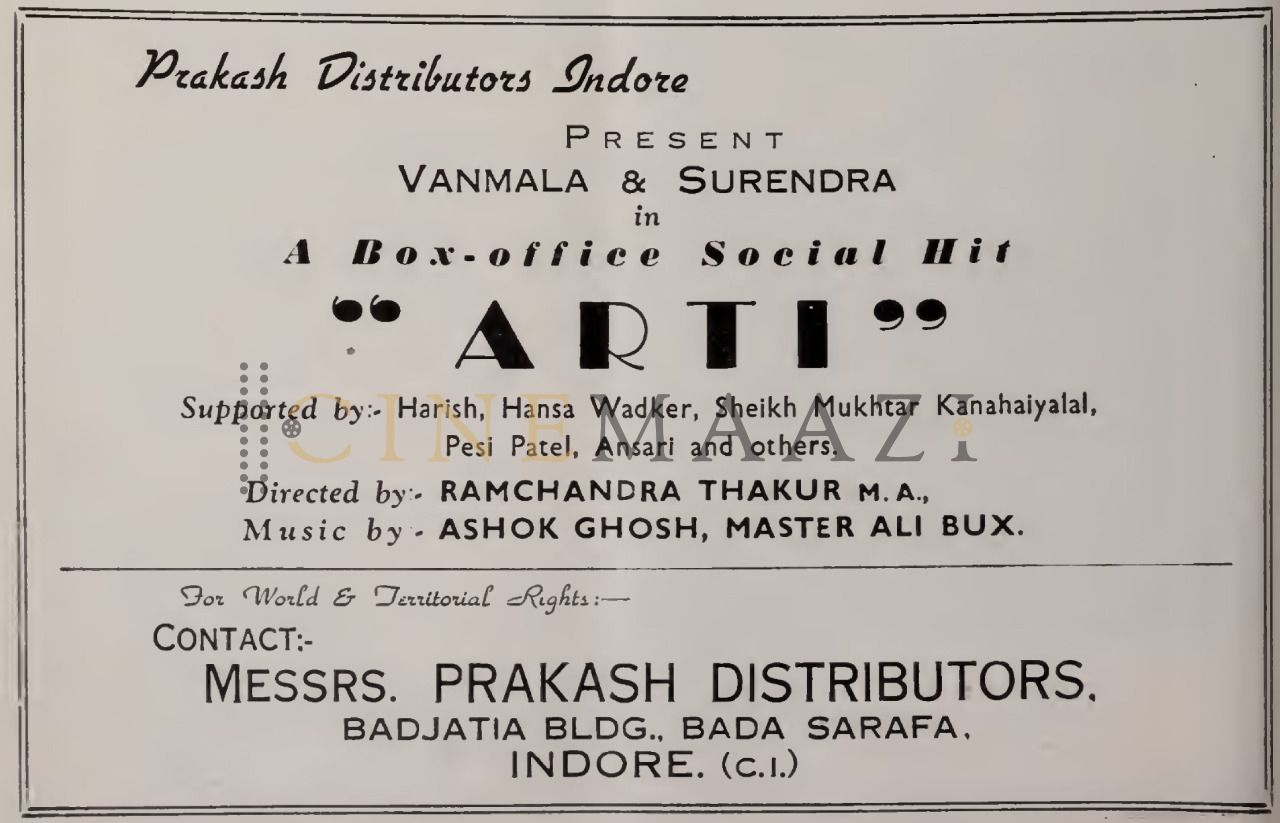 Prakash Distributors Indore
PRESENT
VANMALA & SURENDRA
in
A Box-office Social Hit
“ARTI”
Supported by:- Harish, Hansa Wadker, Sheikh Mukhtar Kanahaiyalal,
Pesi Patel, Ansari and others.
CINEMAAZi
Directed by:- RAMCHANDRA THAKUR M.A.,
Music by- ASHOK GHOSH, MASTER ALI BUX.
For World & Territorial Rights:—
CONTACT:-
MESSRS. PRAKASH DISTRIBUTORS.
BADJATIA BLDG., BADA SARAFA.
INDORE. (C.I.)